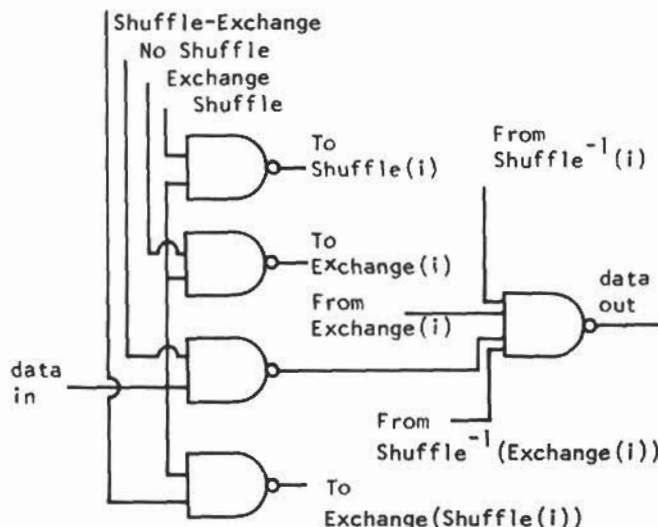 Shuffle-Exchange
No Shuffle
Exchange
Shuffle
To
Shuffle(i)
From
Shuffle⁻¹(i)
To
Exchange(i)
From
Exchange(i)
data
out
data
in
From
Shuffle⁻¹(Exchange(i))
To
Exchange(Shuffle(i))